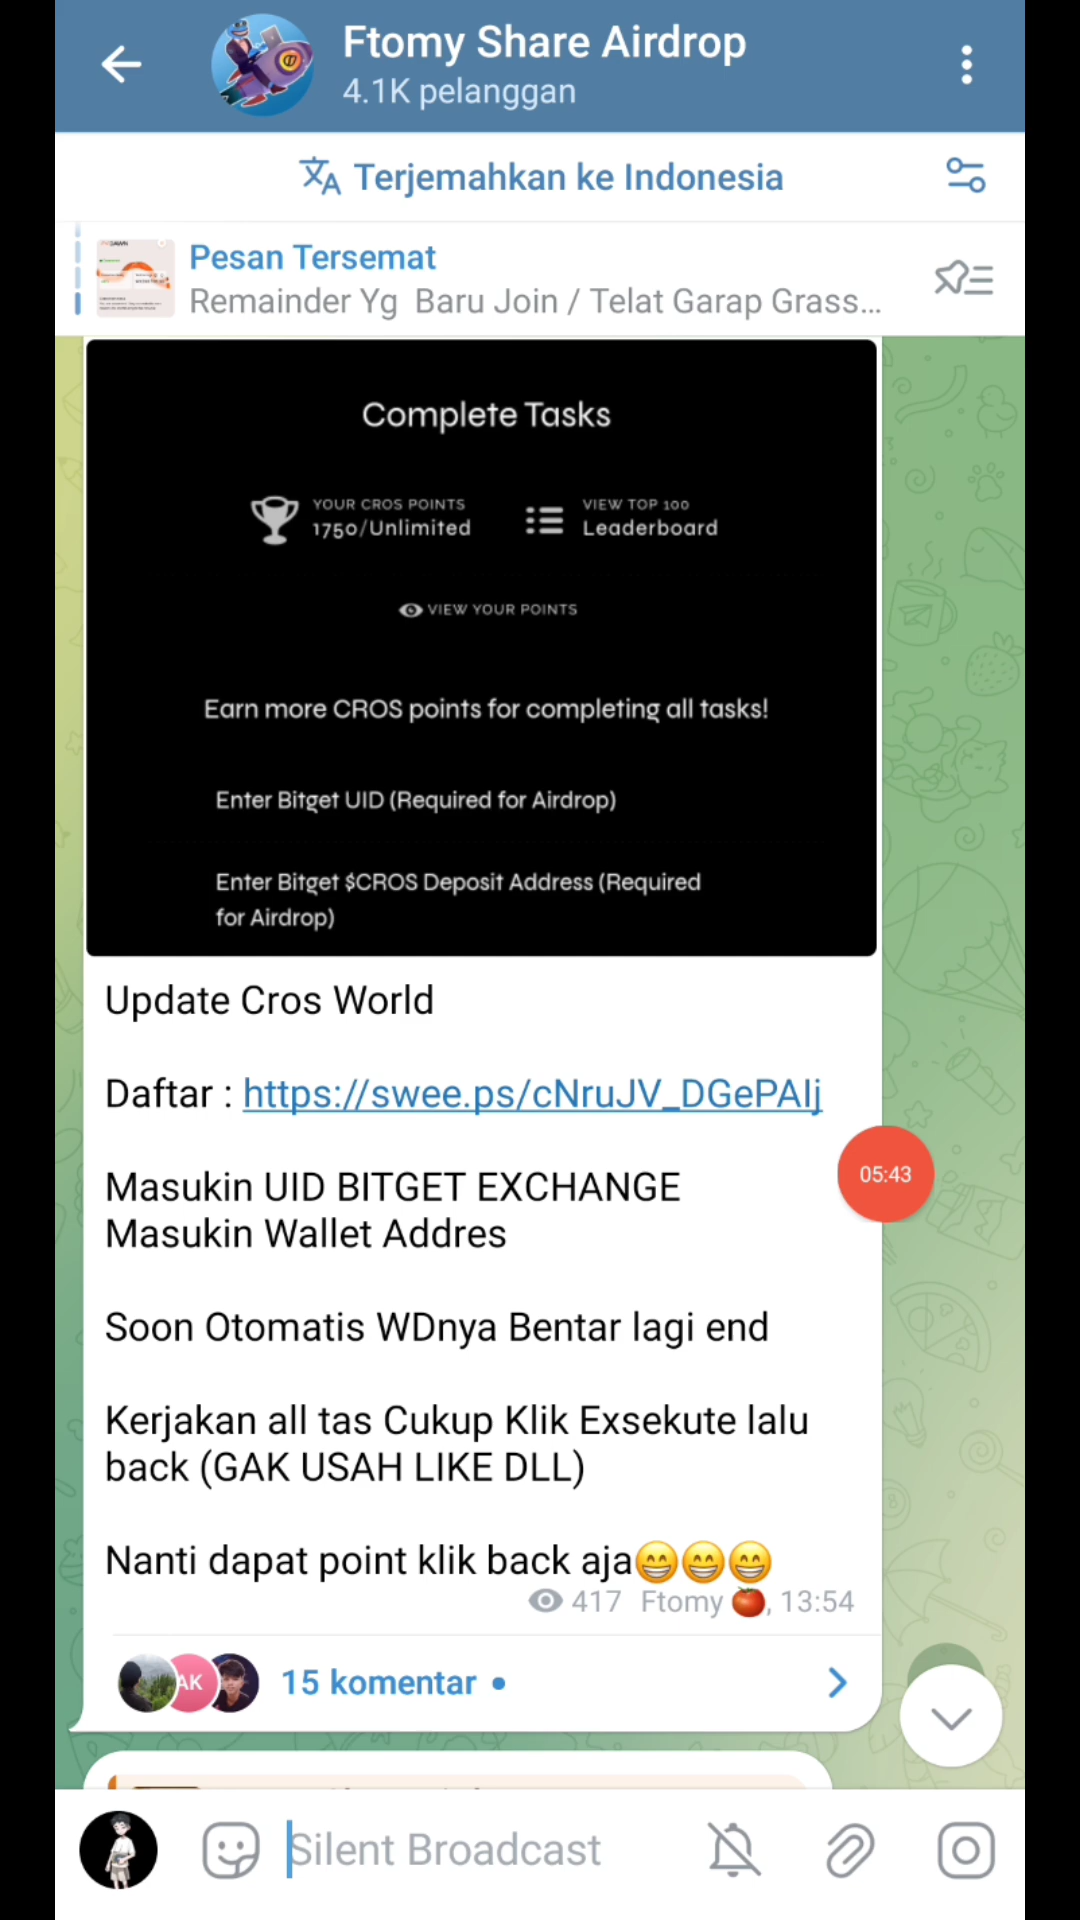 Ftomy Share Airdrop
4.1K pelanggan
Terjemahkan ke Indonesia
Pesan Tersemat
Remainder Yg Baru Join / Telat Garap Grass...
Complete Tasks
YOUR CROS POINTS
1750/Unlimited
VIEW TOP 100
Leaderboard
VIEW YOUR POINTS
Earn more CROS points for completing all tasks!
Enter Bitget UID (Required for Airdrop)
Enter Bitget $CROS Deposit Address (Required
for Airdrop)
Update Cros World
Daftar : https://swee.ps/cNruJV_DGePAIj
05:43
Masukin UID BITGET EXCHANGE
Masukin Wallet Addres
Soon Otomatis WDnya Bentar lagi end
Kerjakan all tas Cukup Klik Exsekute lalu
back (GAK USAH LIKE DLL)
Nanti dapat point klik back aja😁😁😁
417 Ftomy 🍅, 13:54
AK
15 komentar
Silent Broadcast